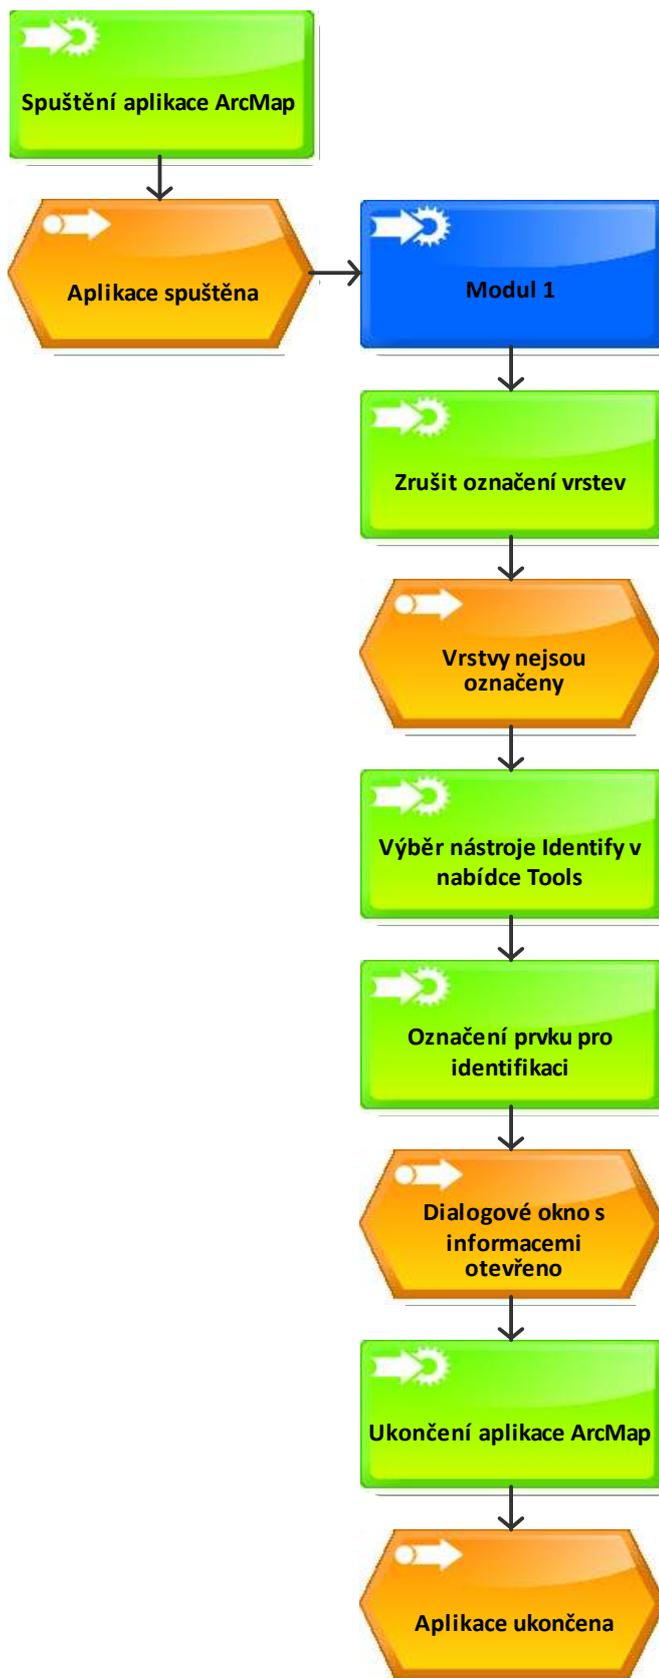 Spuštění aplikace ArcMap
Aplikace spuštěna
Modul 1
Zrušit označení vrstev
Vrstvy nejsou
označeny
Výběr nástroje Identify v
nabídce Tools
Označení prvku pro
identifikaci
Dialogové okno s
informacemi
otevřeno
Ukončení aplikace ArcMap
Aplikace ukončena